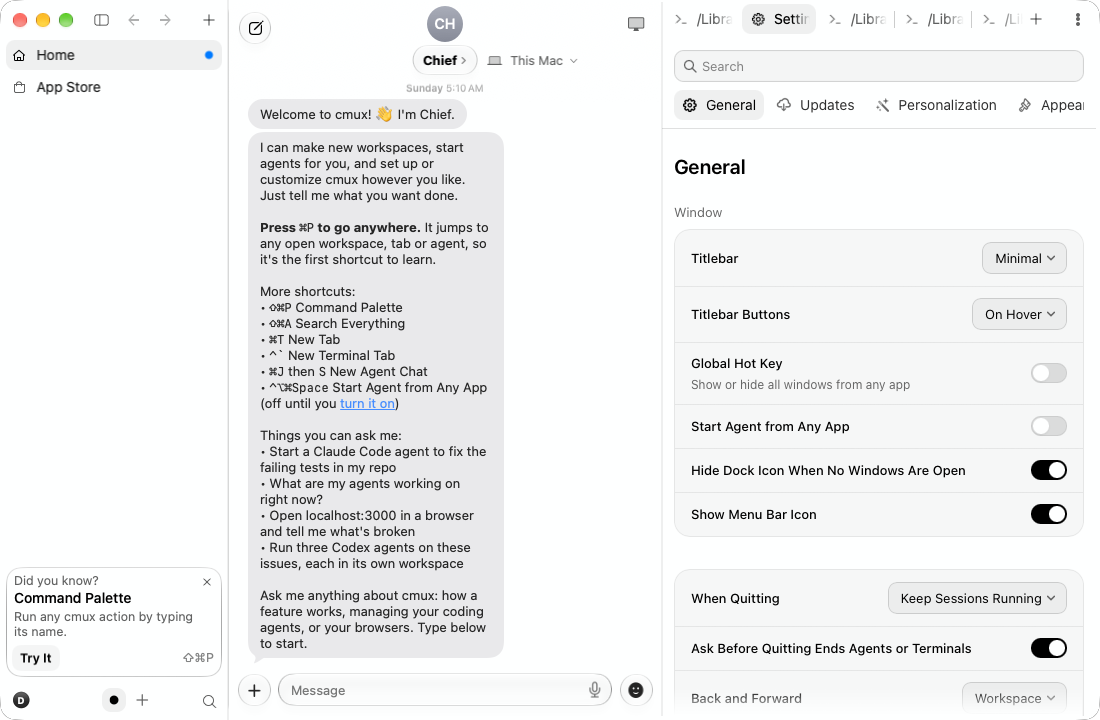 Home
App Store
Did you know?
Command Palette
Run any cmux action by typing
its name.
Try It
⇧⌘P
D
CH
Chief
This Mac
Sunday 5:10 AM
Welcome to cmux! 👋 I'm Chief.
I can make new workspaces, start
agents for you, and set up or
customize cmux however you like.
Just tell me what you want done.
Press ⌘P to go anywhere. It jumps to
any open workspace, tab or agent, so
it's the first shortcut to learn.
More shortcuts:
• ⇧⌘P Command Palette
• ⇧⌘A Search Everything
• ⌘T New Tab
• ^` New Terminal Tab
• ⌘J then S New Agent Chat
• ^⌥⌘Space Start Agent from Any App
(off until you turn it on)
Things you can ask me:
• Start a Claude Code agent to fix the
failing tests in my repo
• What are my agents working on
right now?
• Open localhost:3000 in a browser
and tell me what's broken
• Run three Codex agents on these
issues, each in its own workspace
Ask me anything about cmux: how a
feature works, managing your coding
agents, or your browsers. Type below
to start.
Message
/Libra Settin /Libra /Libra /Li
Search
General Updates Personalization Appear
General
Window
Titlebar Minimal
Titlebar Buttons On Hover
Global Hot Key
Show or hide all windows from any app
Start Agent from Any App
Hide Dock Icon When No Windows Are Open
Show Menu Bar Icon
When Quitting Keep Sessions Running
Ask Before Quitting Ends Agents or Terminals
Back and Forward Workspace